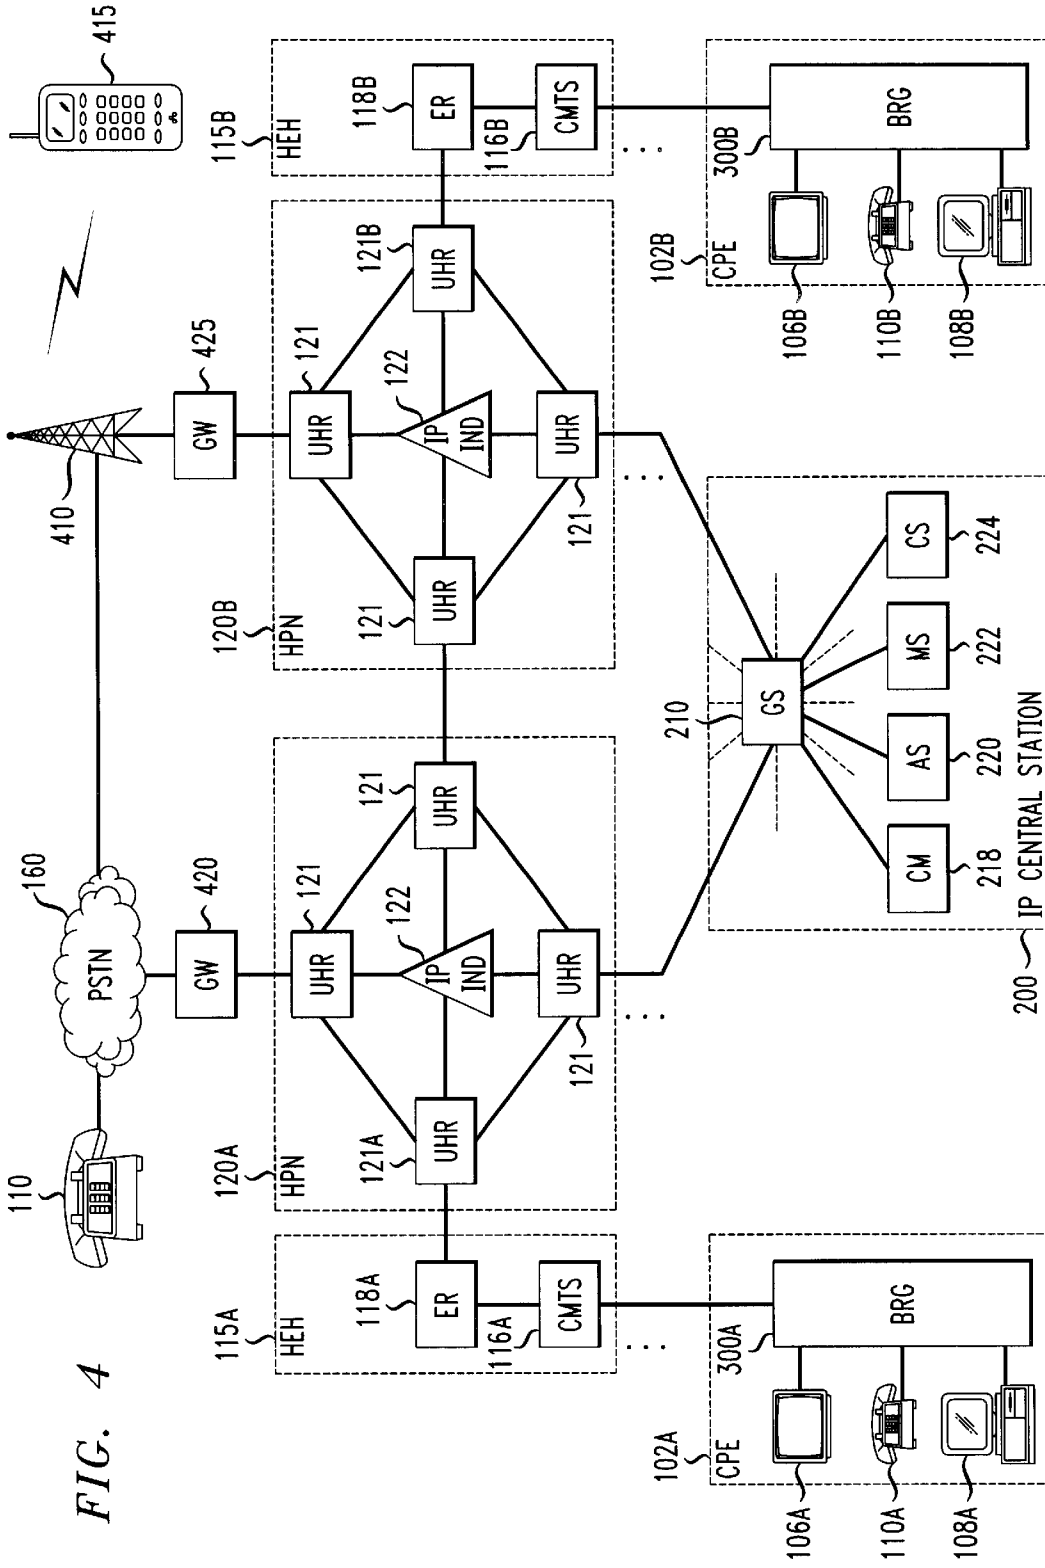 FIG. 4
110
PSTN
160
410
415
GW
420
GW
425
115A
HEH
ER
118A
CMTS
116A
...
120A
HPN
UHR
121A
UHR
121
UHR
121
UHR
121
IP
IND
122
...
120B
HPN
UHR
121
UHR
121
UHR
121B
UHR
121
IP
IND
122
...
115B
HEH
ER
118B
CMTS
116B
...
102A
CPE
106A
110A
108A
BRG
300A
200
IP CENTRAL STATION
GS
210
CM
218
AS
220
MS
222
CS
224
102B
CPE
106B
110B
108B
BRG
300B